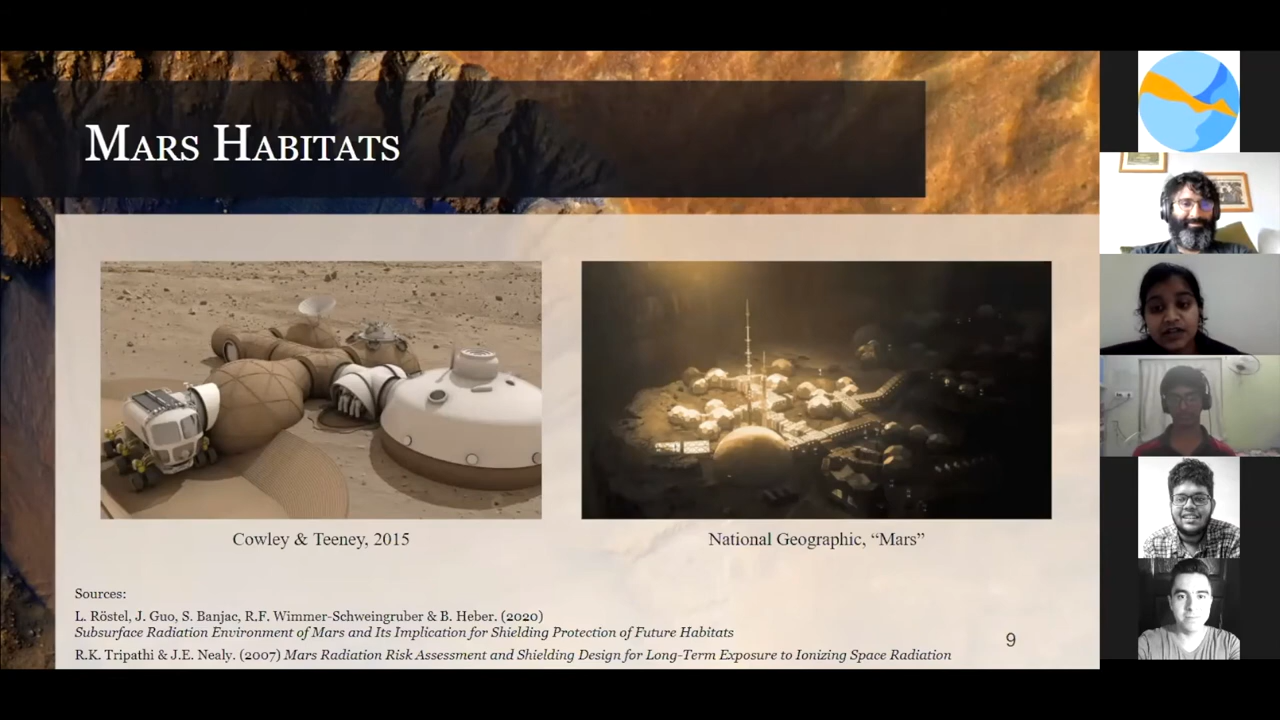 Mars Habitats
Cowley & Teeney, 2015
National Geographic, “Mars”
Sources:
L. Röstel, J. Guo, S. Banjac, R.F. Wimmer-Schweingruber & B. Heber. (2020)
Subsurface Radiation Environment of Mars and Its Implication for Shielding Protection of Future Habitats
R.K. Tripathi & J.E. Nealy. (2007) Mars Radiation Risk Assessment and Shielding Design for Long-Term Exposure to Ionizing Space Radiation
9